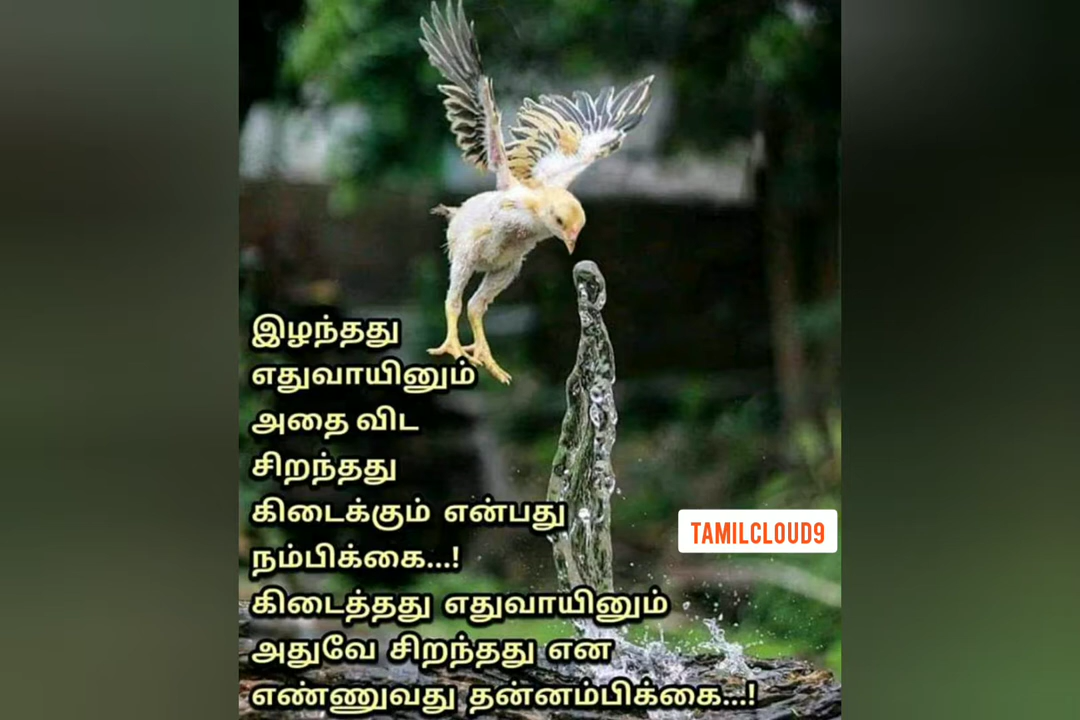 இழந்தது
எதுவாயினும்
அதை விட
சிறந்தது
கிடைக்கும் என்பது
நம்பிக்கை...!
TAMILCLOUD9
கிடைத்தது எதுவாயினும்
அதுவே சிறந்தது என
எண்ணுவது தன்னம்பிக்கை...!